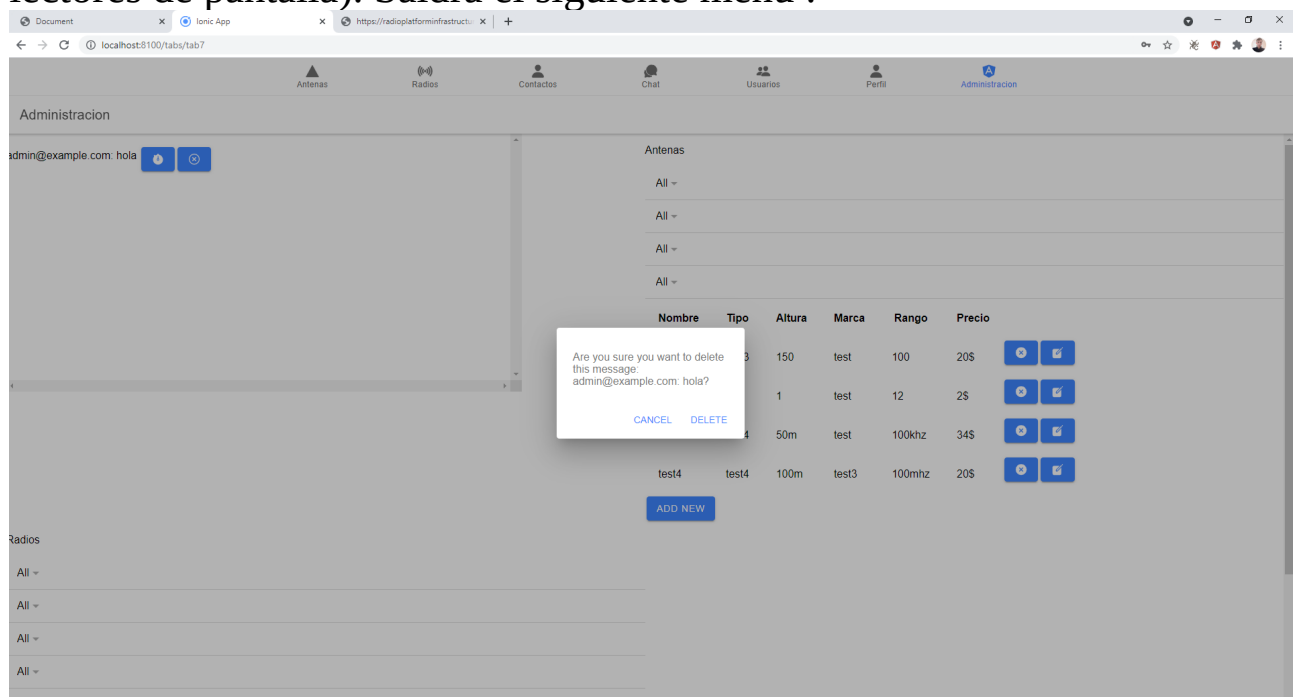 lectores de pantalla). Saldrá el siguiente menú :
Document
Ionic App
https://radioplatforminfrastructu
localhost:8100/tabs/tab7
Antenas
Radios
Contactos
Chat
Usuarios
Perfil
Administracion
Administracion
admin@example.com: hola
Antenas
All
All
All
All
Nombre Tipo Altura Marca Rango Precio
3 150 test 100 20$
1 test 12 2$
4 50m test 100khz 34$
test4 test4 100m test3 100mhz 20$
ADD NEW
Are you sure you want to delete
this message:
admin@example.com: hola?
CANCEL DELETE
Radios
All
All
All
All